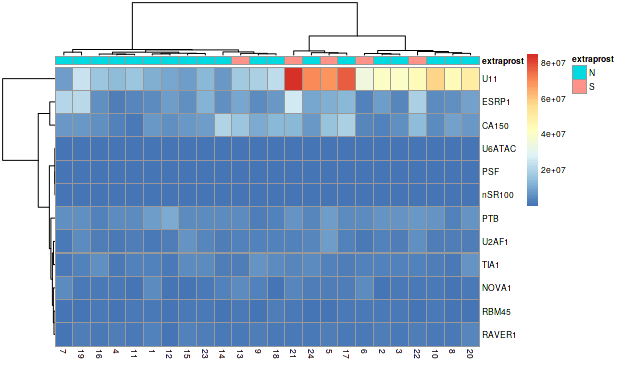 extraprost
U11
ESRP1
CA150
U6ATAC
PSF
nSR100
PTB
U2AF1
TIA1
NOVA1
RBM45
RAVER1
7 19 16 4 11 1 12 15 23 14 13 9 18 21 24 5 17 6 2 3 22 10 8 20
8e+07
6e+07
4e+07
2e+07
extraprost
N
S